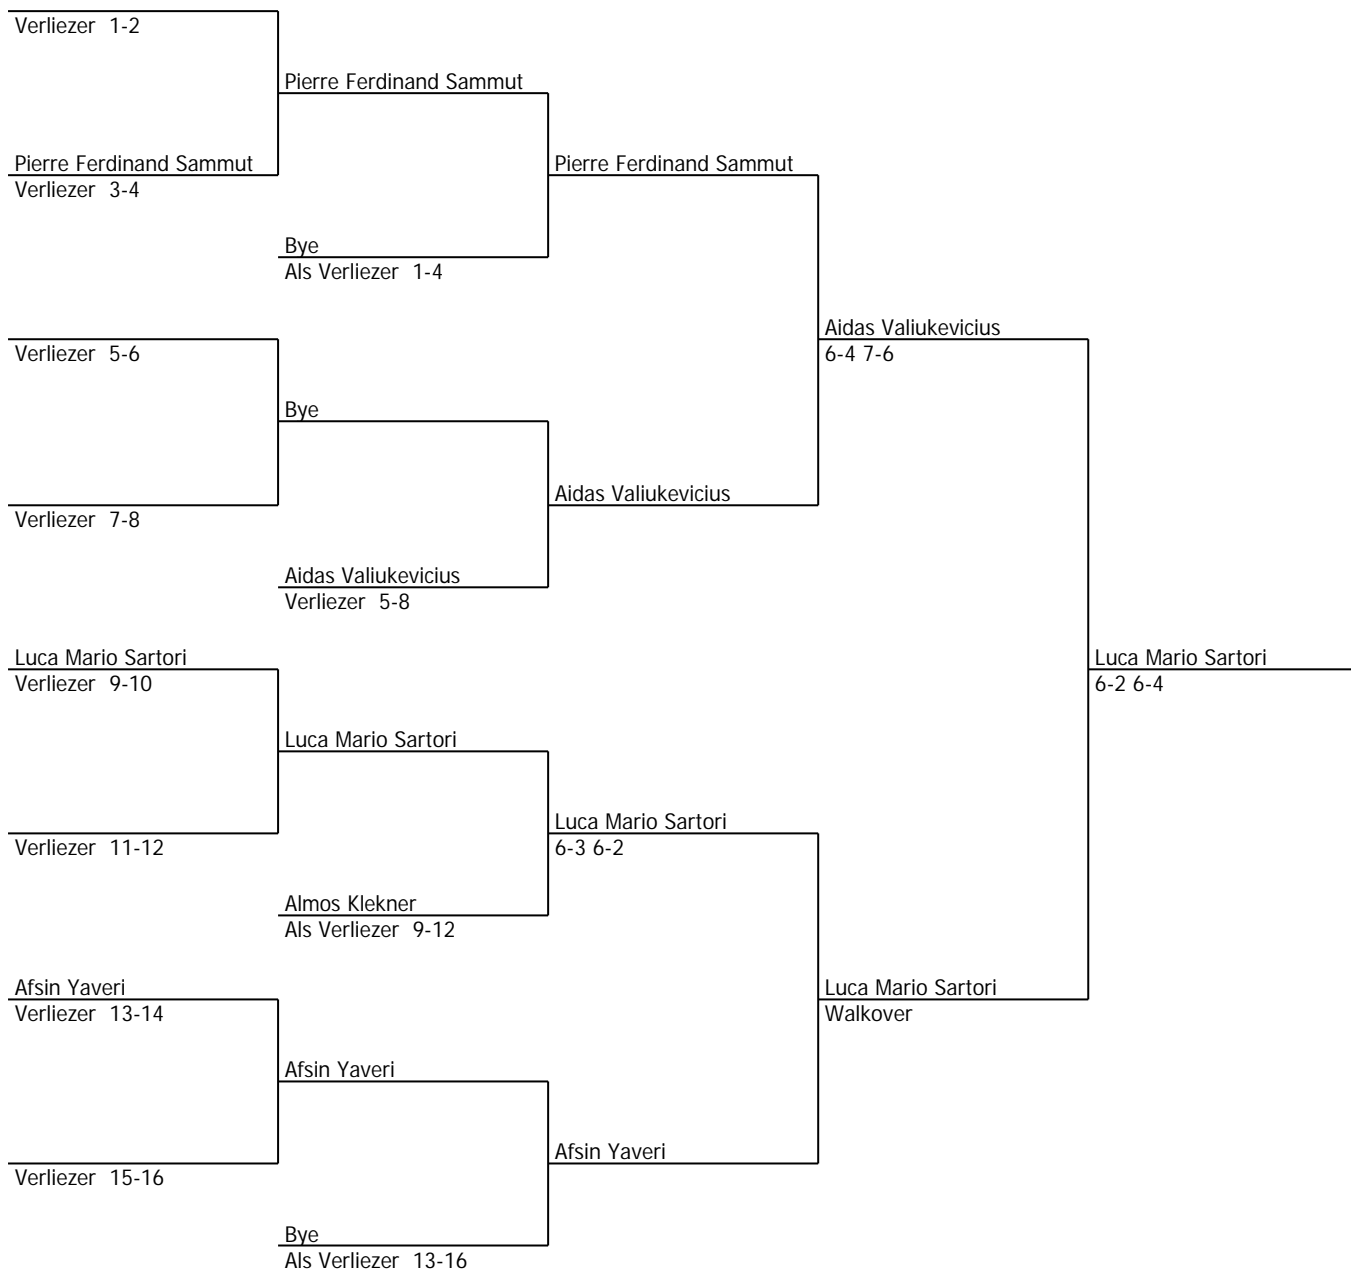 Verliezer 1-2
Pierre Ferdinand Sammut
Pierre Ferdinand Sammut
Verliezer 3-4
Pierre Ferdinand Sammut
Bye
Als Verliezer 1-4
Aidas Valiukevicius
6-4 7-6
Verliezer 5-6
Bye
Aidas Valiukevicius
Verliezer 7-8
Aidas Valiukevicius
Verliezer 5-8
Luca Mario Sartori
Verliezer 9-10
Luca Mario Sartori
6-2 6-4
Luca Mario Sartori
Luca Mario Sartori
6-3 6-2
Verliezer 11-12
Almos Klekner
Als Verliezer 9-12
Afsin Yaveri
Verliezer 13-14
Luca Mario Sartori
Walkover
Afsin Yaveri
Afsin Yaveri
Verliezer 15-16
Bye
Als Verliezer 13-16